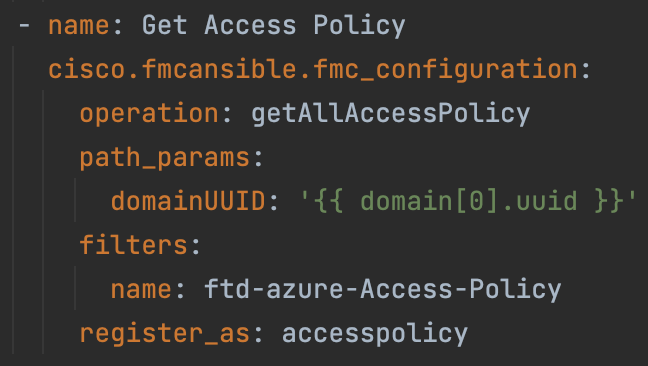 - name: Get Access Policy
  cisco.fmcansible.fmc_configuration:
    operation: getAllAccessPolicy
    path_params:
      domainUUID: '{{ domain[0].uuid }}'
    filters:
      name: ftd-azure-Access-Policy
    register_as: accesspolicy